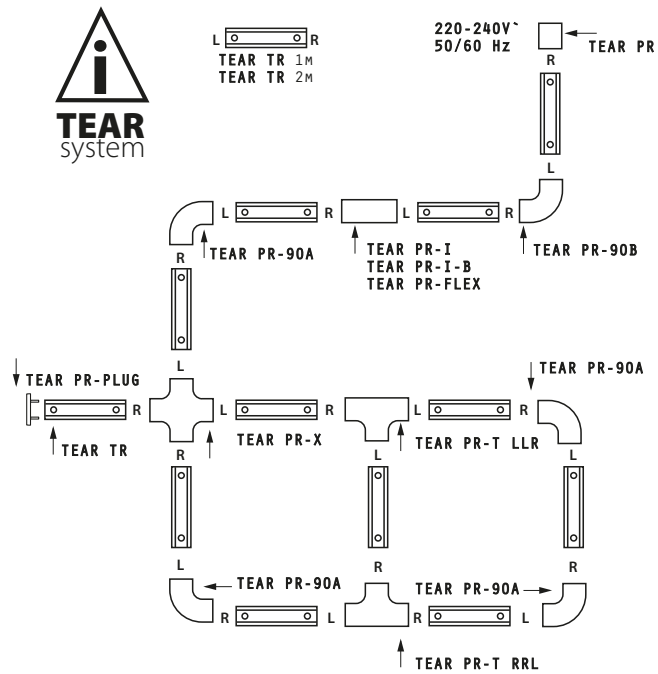 220-240V~
50/60 Hz
TEAR PR
L R
TEAR TR 1M
TEAR TR 2M
R
i
TEAR
system
L
L R L R
TEAR PR-90A
TEAR PR-I
TEAR PR-I-B
TEAR PR-FLEX
TEAR PR-90B
R
L
TEAR PR-PLUG
TEAR PR-90A
R L R L R
TEAR TR
TEAR PR-X
TEAR PR-T LLR
R L L
L R R
TEAR PR-90A
TEAR PR-90A
R L R L
TEAR PR-T RRL